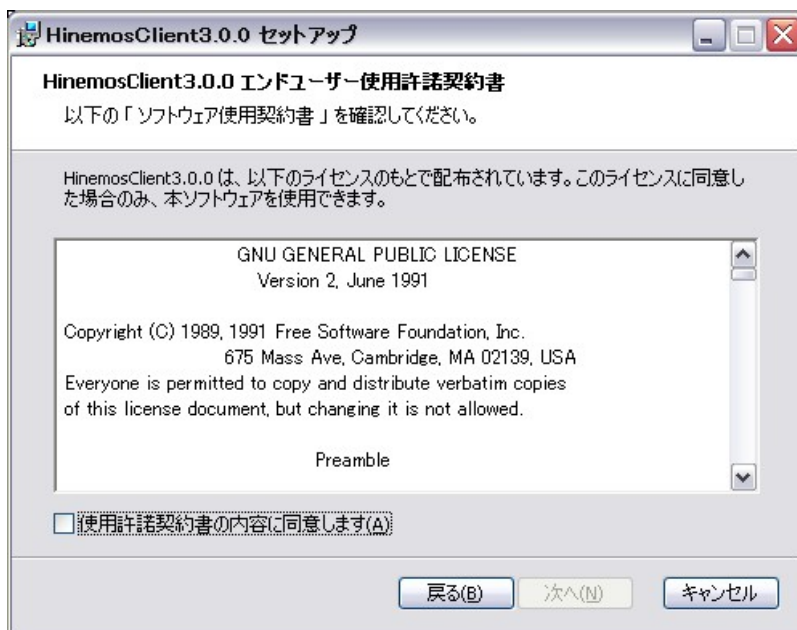 HinemosClient3.0.0 セットアップ
HinemosClient3.0.0 エンドユーザー使用許諾契約書
以下の「 ソフトウェア使用契約書 」を確認してください。
HinemosClient3.0.0 は、以下のライセンスのもとで配布されています。このライセンスに同意し
た場合のみ、本ソフトウェアを使用できます。
GNU GENERAL PUBLIC LICENSE
Version 2, June 1991
Copyright (C) 1989, 1991 Free Software Foundation, Inc.
675 Mass Ave, Cambridge, MA 02139, USA
Everyone is permitted to copy and distribute verbatim copies
of this license document, but changing it is not allowed.
Preamble
使用許諾契約書の内容に同意します(A)
戻る(B) 次へ(N) キャンセル